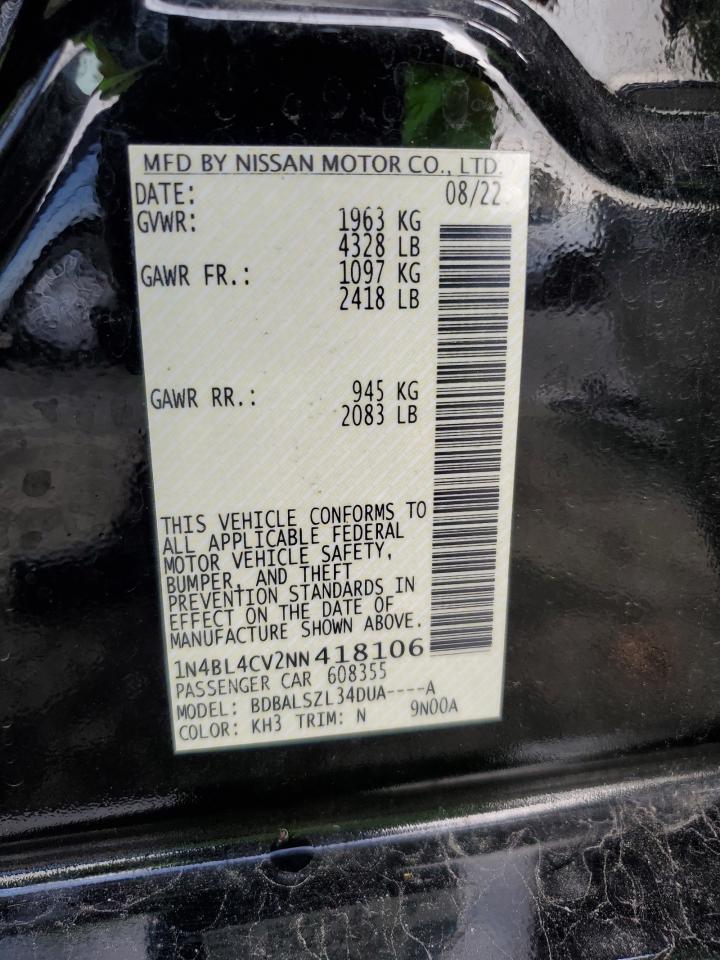 MFD BY NISSAN MOTOR CO., LTD.
DATE: 08/22
GVWR: 1963 KG
4328 LB
GAWR FR.: 1097 KG
2418 LB
GAWR RR.: 945 KG
2083 LB
THIS VEHICLE CONFORMS TO
ALL APPLICABLE FEDERAL
MOTOR VEHICLE SAFETY,
BUMPER, AND THEFT
PREVENTION STANDARDS IN
EFFECT ON THE DATE OF
MANUFACTURE SHOWN ABOVE.
1N4BL4CV2NN418106
PASSENGER CAR 608355
MODEL: BDBALSZL34DUA----A
COLOR: KH3 TRIM: N 9N00A